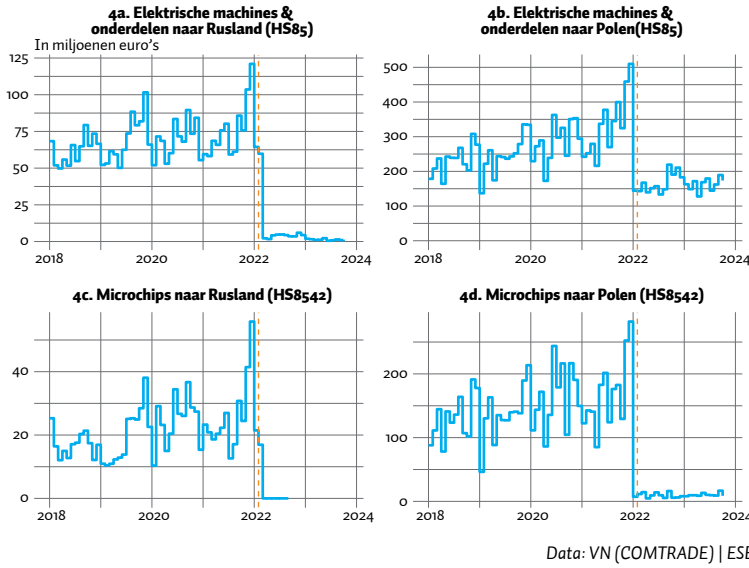 4a. Elektrische machines &
onderdelen naar Rusland (HS85)
In miljoenen euro's
125
100
75
50
25
0
2018 2020 2022 2024
4b. Elektrische machines &
onderdelen naar Polen(HS85)
500
400
300
200
100
0
2018 2020 2022 2024
4c. Microchips naar Rusland (HS8542)
40
20
0
2018 2020 2022 2024
4d. Microchips naar Polen (HS8542)
200
100
0
2018 2020 2022 2024
Data: VN (COMTRADE) | ESB